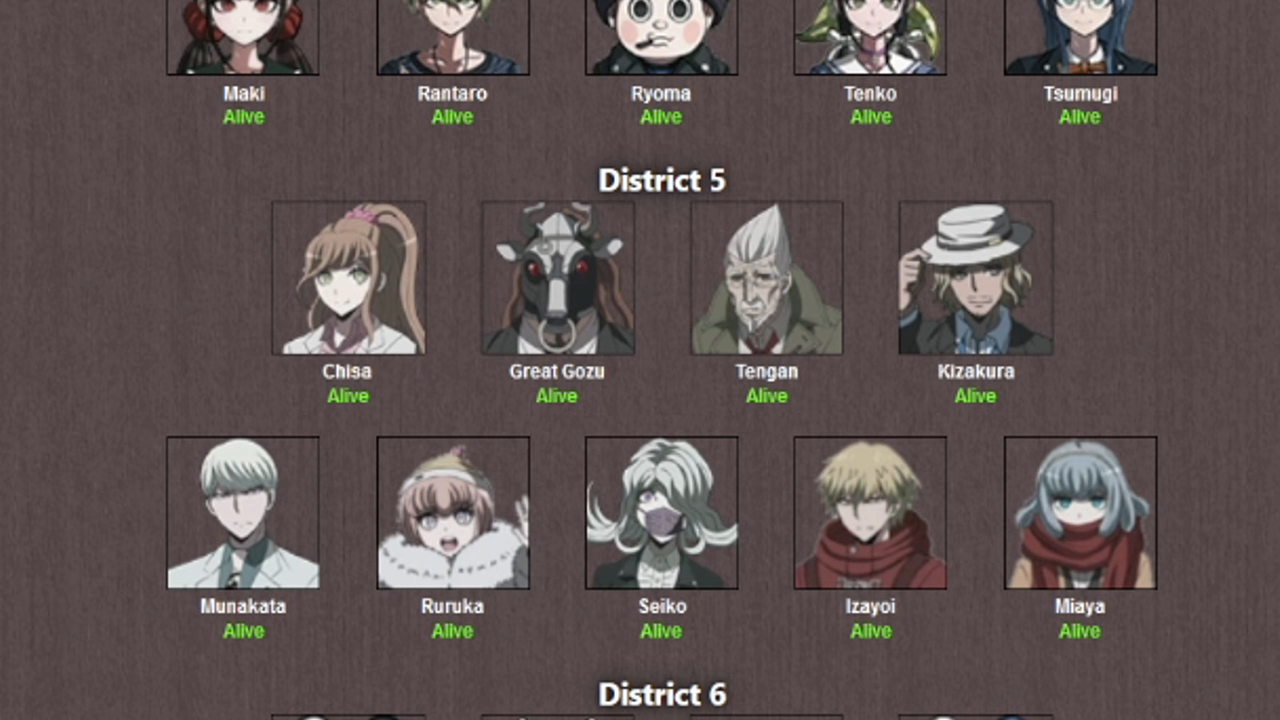 Maki Rantaro Ryoma Tenko Tsumugi
Alive Alive Alive Alive Alive
District 5
Chisa Great Gozu Tengan Kizakura
Alive Alive Alive Alive
Munakata Ruruka Seiko Izayoi Miaya
Alive Alive Alive Alive Alive
District 6